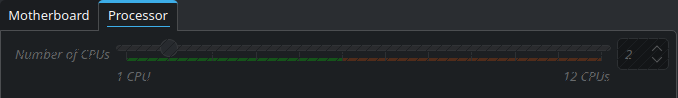 Motherboard Processor
Number of CPUs 2
1 CPU 12 CPUs